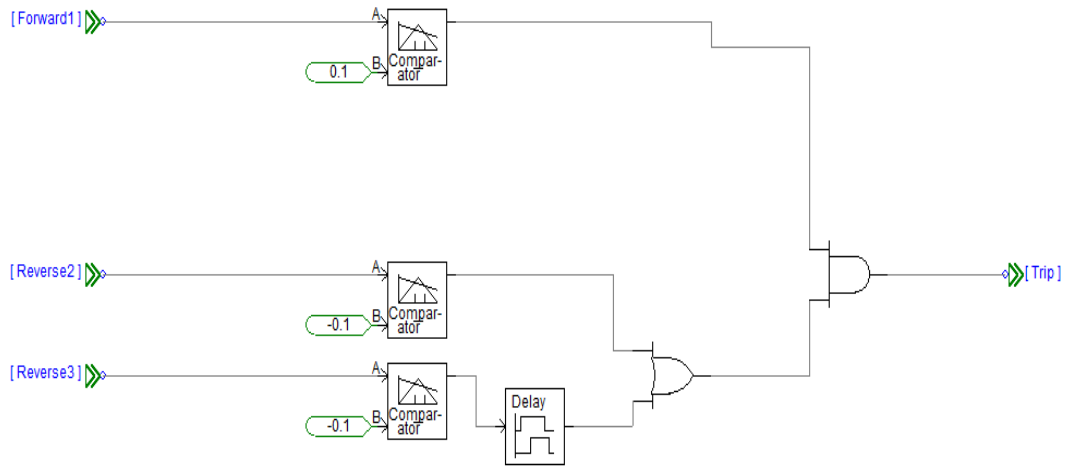 [ Forward1 ]
A
B
Compar-
ator
0.1
[ Reverse2 ]
A
B
Compar-
ator
-0.1
[ Trip ]
[ Reverse3 ]
A
B
Compar-
ator
-0.1
Delay